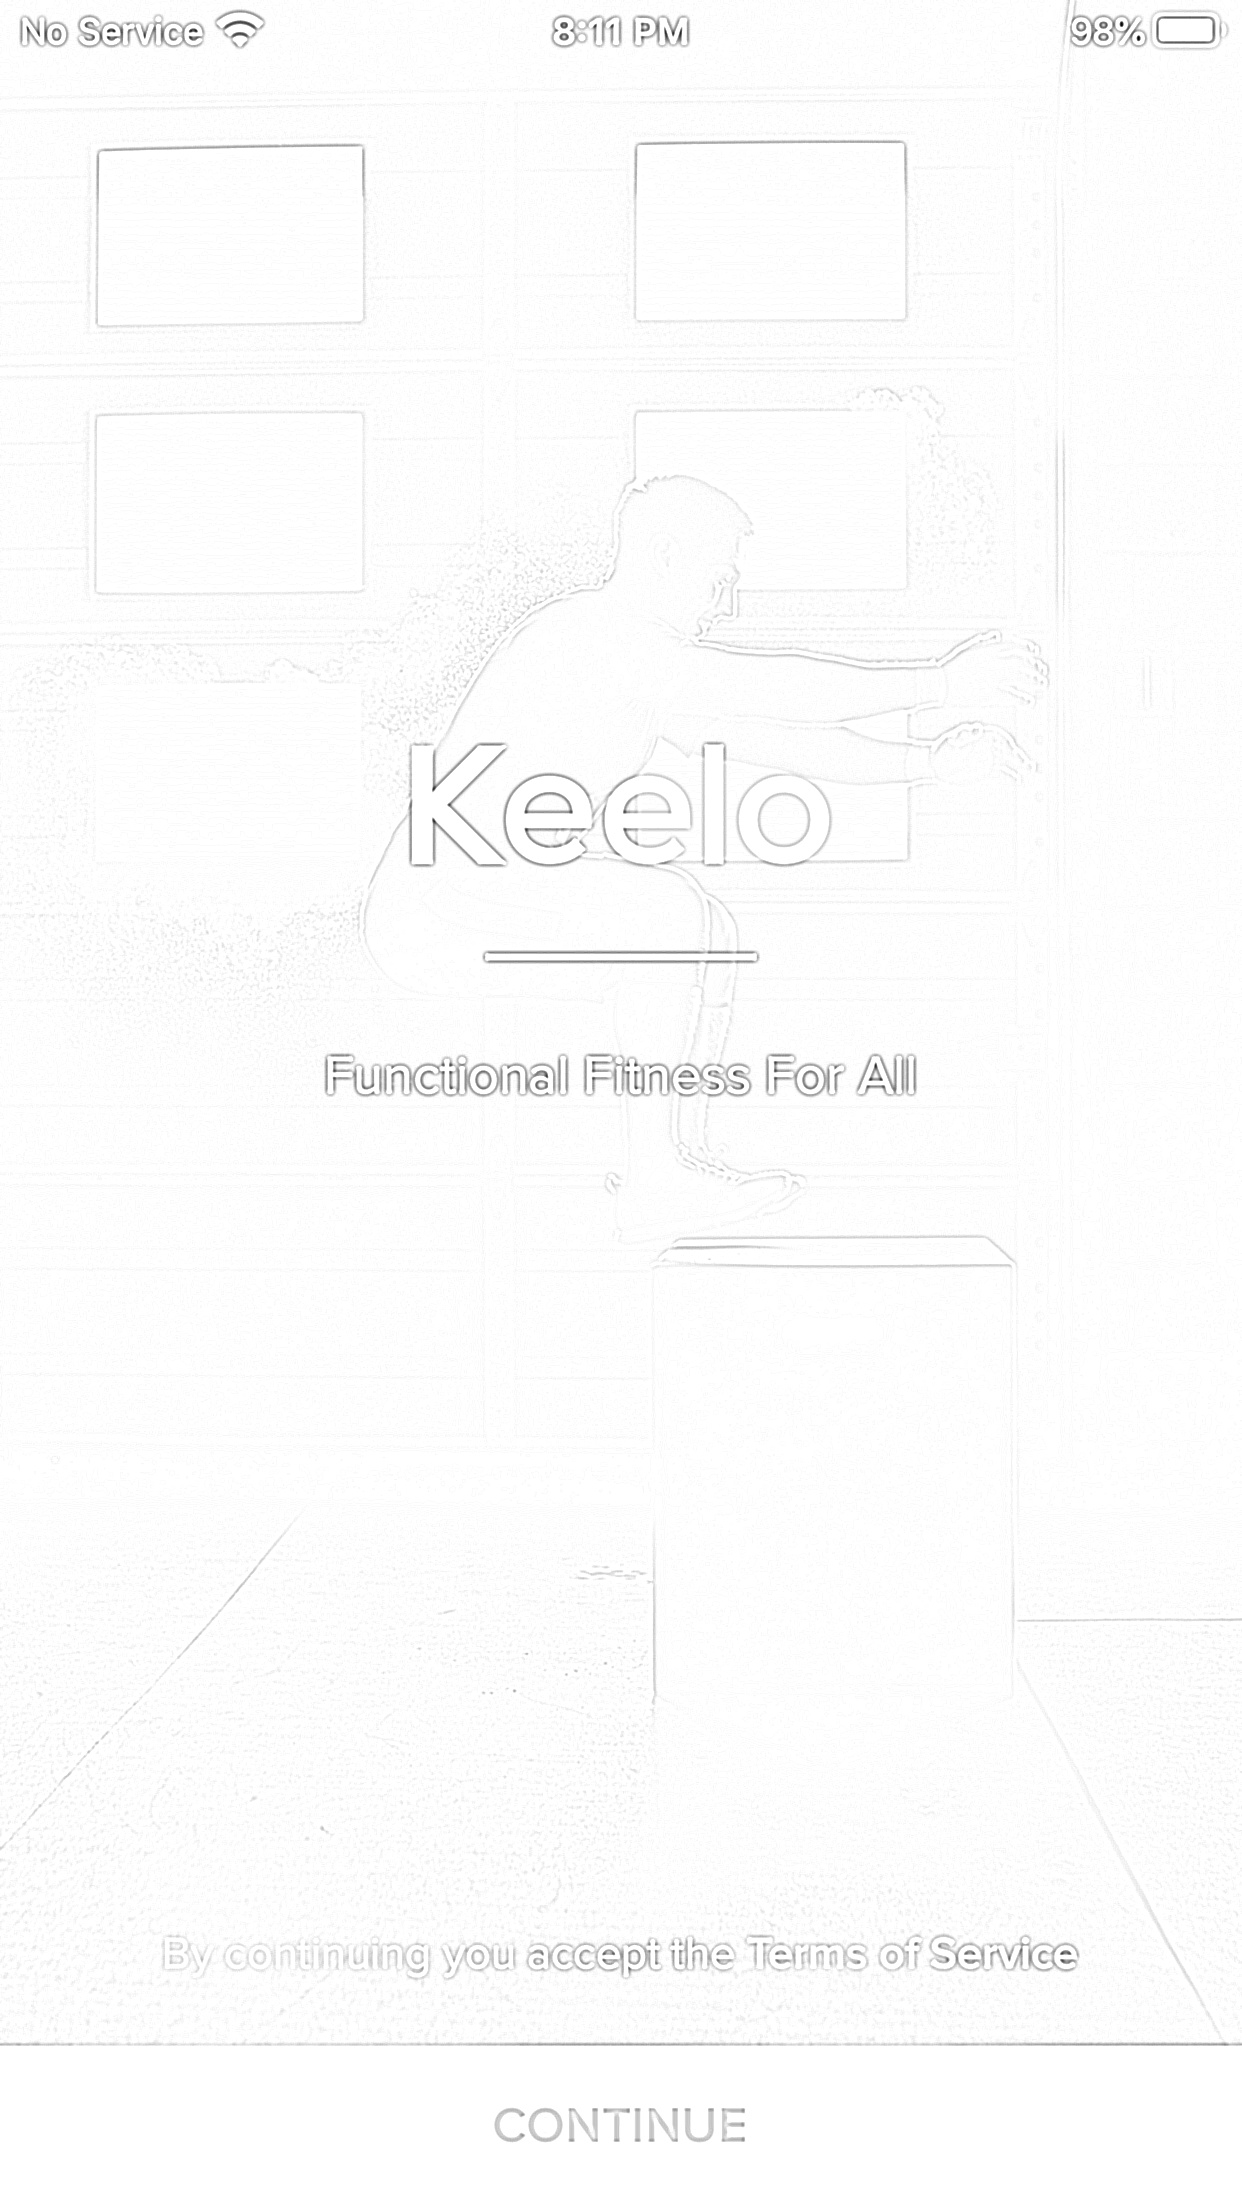 No Service 8:11 PM 98%
Keelo
Functional Fitness For All
By continuing you accept the Terms of Service
CONTINUE